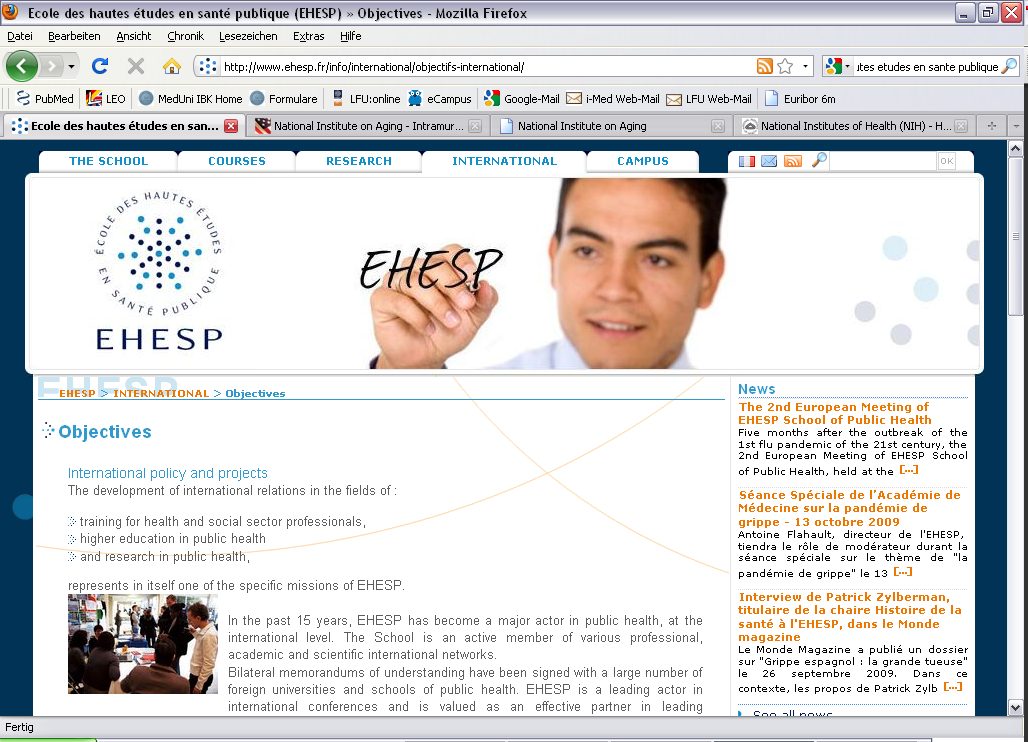 Ecole des hautes études en santé publique (EHESP) » Objectives - Mozilla Firefox
Datei Bearbeiten Ansicht Chronik Lesezeichen Extras Hilfe
http://www.ehesp.fr/info/international/objectifs-international/
ites etudes en sante publique
PubMed LEO MedUni IBK Home Formulare LFU:online eCampus Google-Mail i-Med Web-Mail LFU Web-Mail Euribor 6m
Ecole des hautes études en san... National Institute on Aging - Intramur... National Institute on Aging National Institutes of Health (NIH) - H...
THE SCHOOL COURSES RESEARCH INTERNATIONAL CAMPUS OK
ÉCOLE DES HAUTES ÉTUDES
EN SANTÉ PUBLIQUE
EHESP
EHESP
EHESP
EHESP > INTERNATIONAL > Objectives
Objectives
International policy and projects
The development of international relations in the fields of :
training for health and social sector professionals,
higher education in public health
and research in public health,
represents in itself one of the specific missions of EHESP.
In the past 15 years, EHESP has become a major actor in public health, at the
international level. The School is an active member of various professional,
academic and scientific international networks.
Bilateral memorandums of understanding have been signed with a large number of
foreign universities and schools of public health. EHESP is a leading actor in
international conferences and is valued as an effective partner in leading
News
The 2nd European Meeting of
EHESP School of Public Health
Five months after the outbreak of the
1st flu pandemic of the 21st century, the
2nd European Meeting of EHESP School
of Public Health, held at the [...]
Séance Spéciale de l'Académie de
Médecine sur la pandémie de
grippe - 13 octobre 2009
Antoine Flahault, directeur de l'EHESP,
tiendra le rôle de modérateur durant la
séance spéciale sur le thème de "la
pandémie de grippe" le 13 [...]
Interview de Patrick Zylberman,
titulaire de la chaire Histoire de la
santé à l'EHESP, dans le Monde
magazine
Le Monde Magazine a publié un dossier
sur "Grippe espagnol : la grande tueuse"
le 26 septembre 2009. Dans ce
contexte, les propos de Patrick Zylb [...]
See all news
Fertig